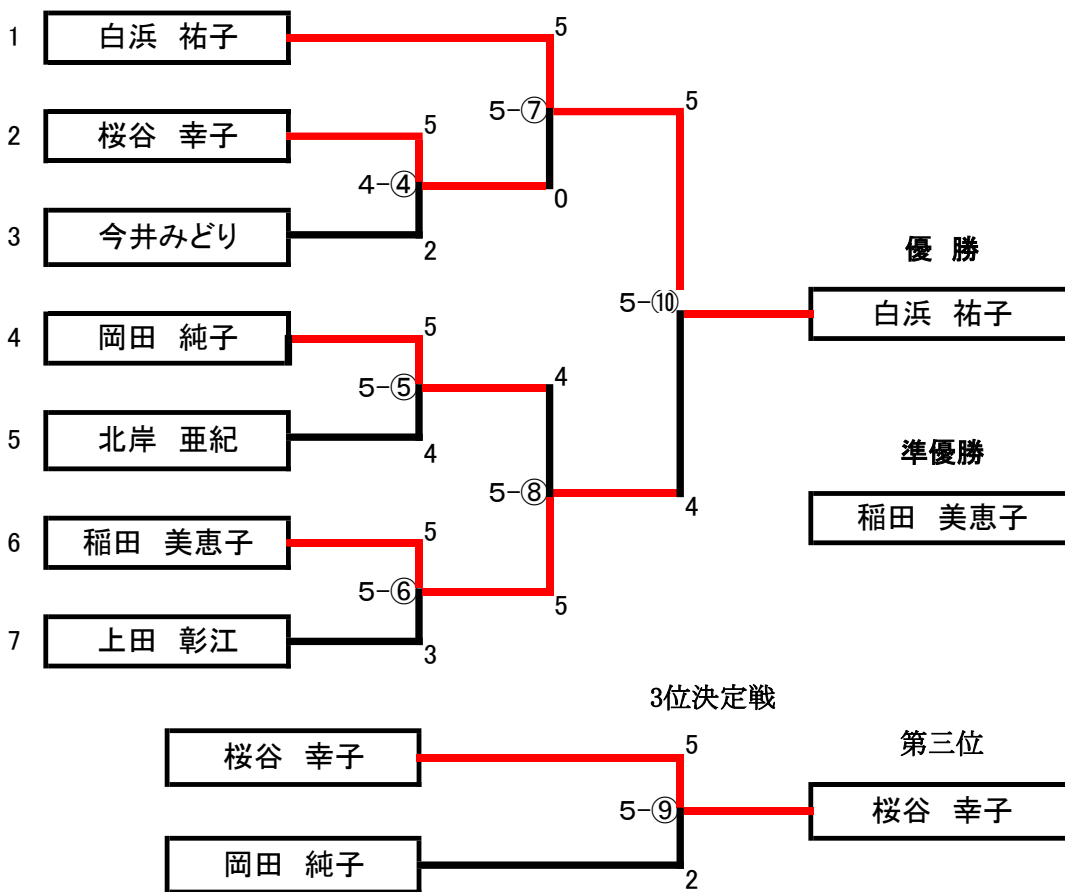 5
1 白浜 祐子
5-⑦
5
2 桜谷 幸子
5
4-④
0
3 今井みどり
2
優 勝
5-⑩
白浜 祐子
4 岡田 純子
5
5-⑤
4
5 北岸 亜紀
4
準優勝
5-⑧
4
稲田 美恵子
6 稲田 美恵子
5
5-⑥
5
7 上田 彰江
3
3位決定戦
桜谷 幸子
5
第三位
5-⑨
桜谷 幸子
岡田 純子
2